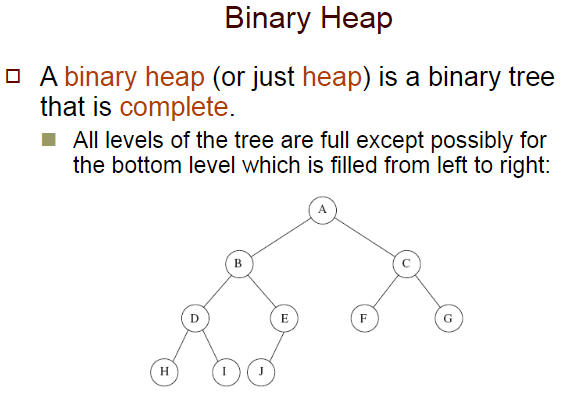 Binary Heap
A binary heap (or just heap) is a binary tree
that is complete.
All levels of the tree are full except possibly for
the bottom level which is filled from left to right:
A
B C
D E F G
H I J